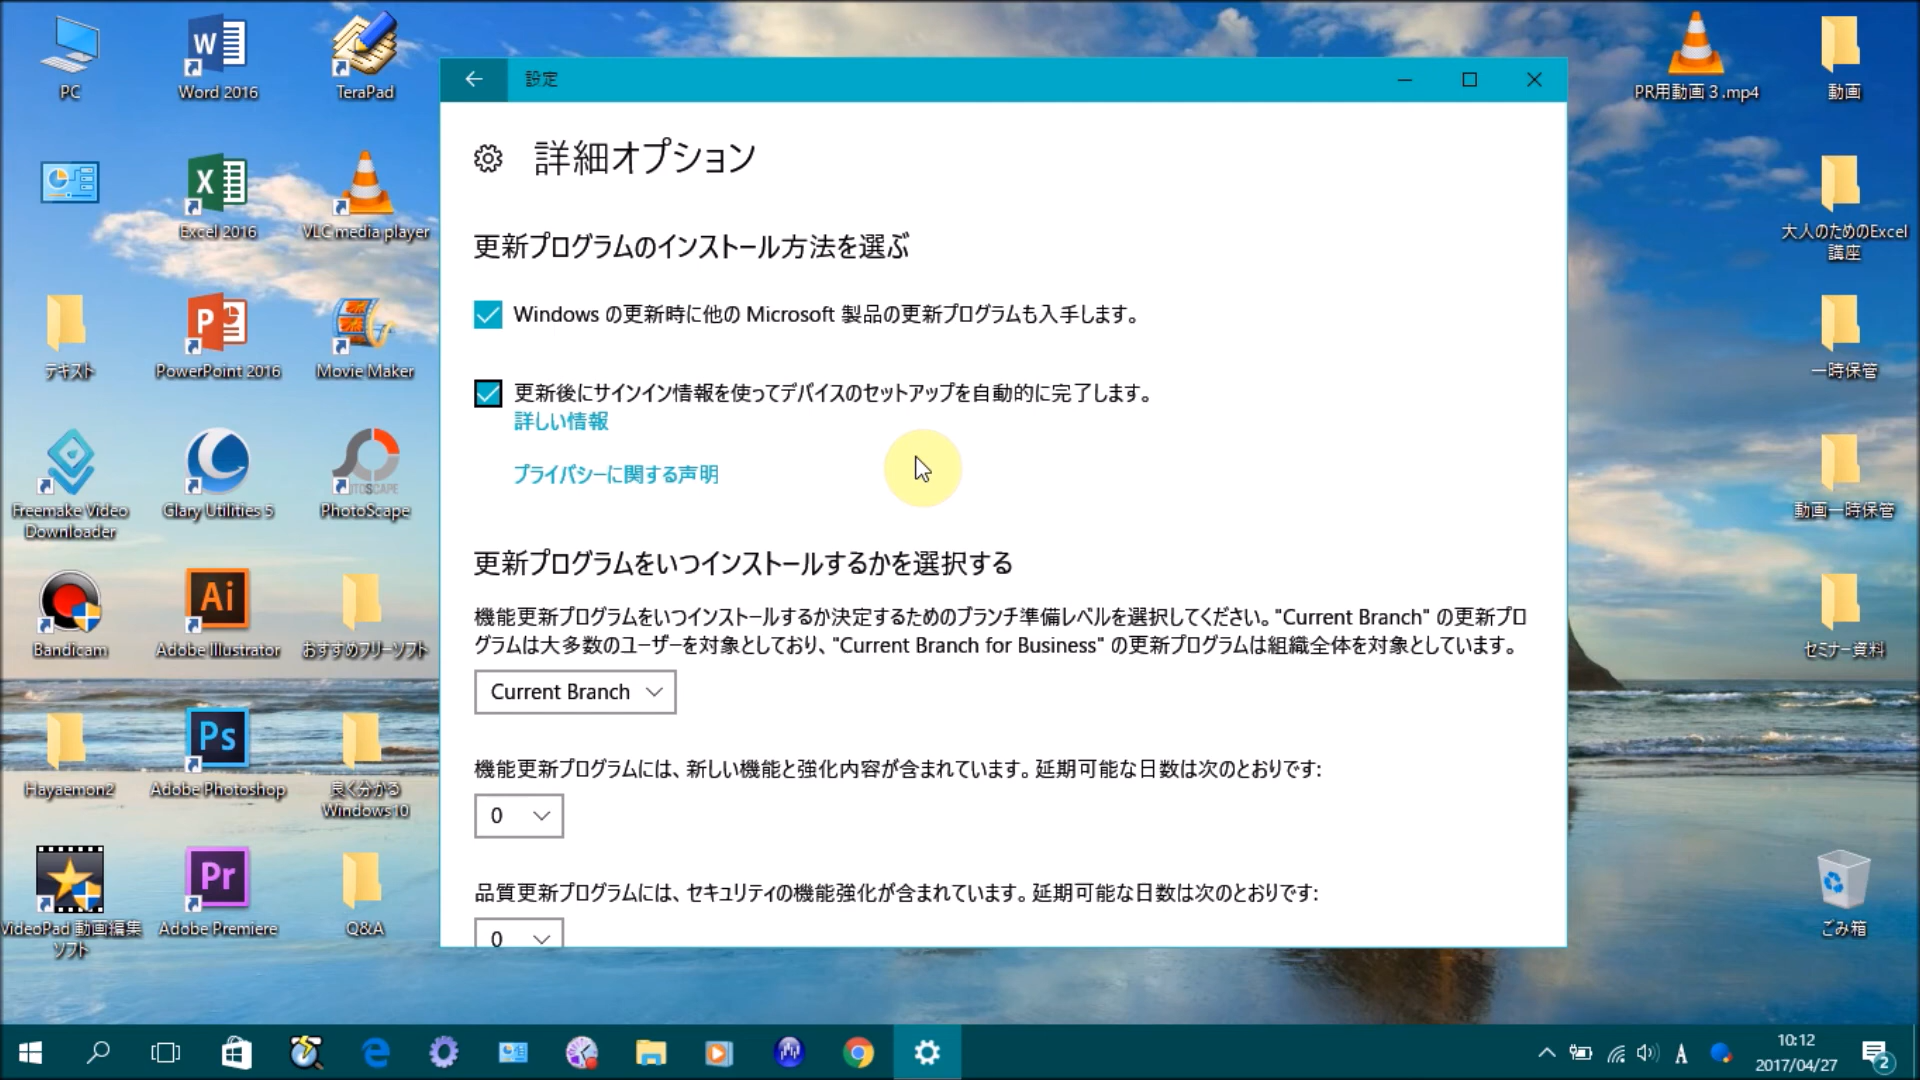 PC
Word 2016
TeraPad
Excel 2016
VLC media player
テキスト
PowerPoint 2016
Movie Maker
Freemake Video
Downloader
Glary Utilities 5
PhotoScape
Bandicam
Adobe Illustrator
おすすめフリーソフト
Hayaemon2
Adobe Photoshop
良く分かる
Windows10
VideoPad 動画編集
ソフト
Adobe Premiere
Q&A
設定
詳細オプション
更新プログラムのインストール方法を選ぶ
Windows の更新時に他の Microsoft 製品の更新プログラムも入手します。
更新後にサインイン情報を使ってデバイスのセットアップを自動的に完了します。
詳しい情報
プライバシーに関する声明
更新プログラムをいつインストールするかを選択する
機能更新プログラムをいつインストールするか決定するためのブランチ準備レベルを選択してください。"Current Branch" の更新プロ
グラムは大多数のユーザーを対象としており、"Current Branch for Business" の更新プログラムは組織全体を対象としています。
Current Branch
機能更新プログラムには、新しい機能と強化内容が含まれています。延期可能な日数は次のとおりです:
0
品質更新プログラムには、セキュリティの機能強化が含まれています。延期可能な日数は次のとおりです:
0
PR用動画３.mp4
動画
大人のためのExcel
講座
一時保管
動画一時保管
セミナー資料
ごみ箱
A
10:12
2017/04/27
2